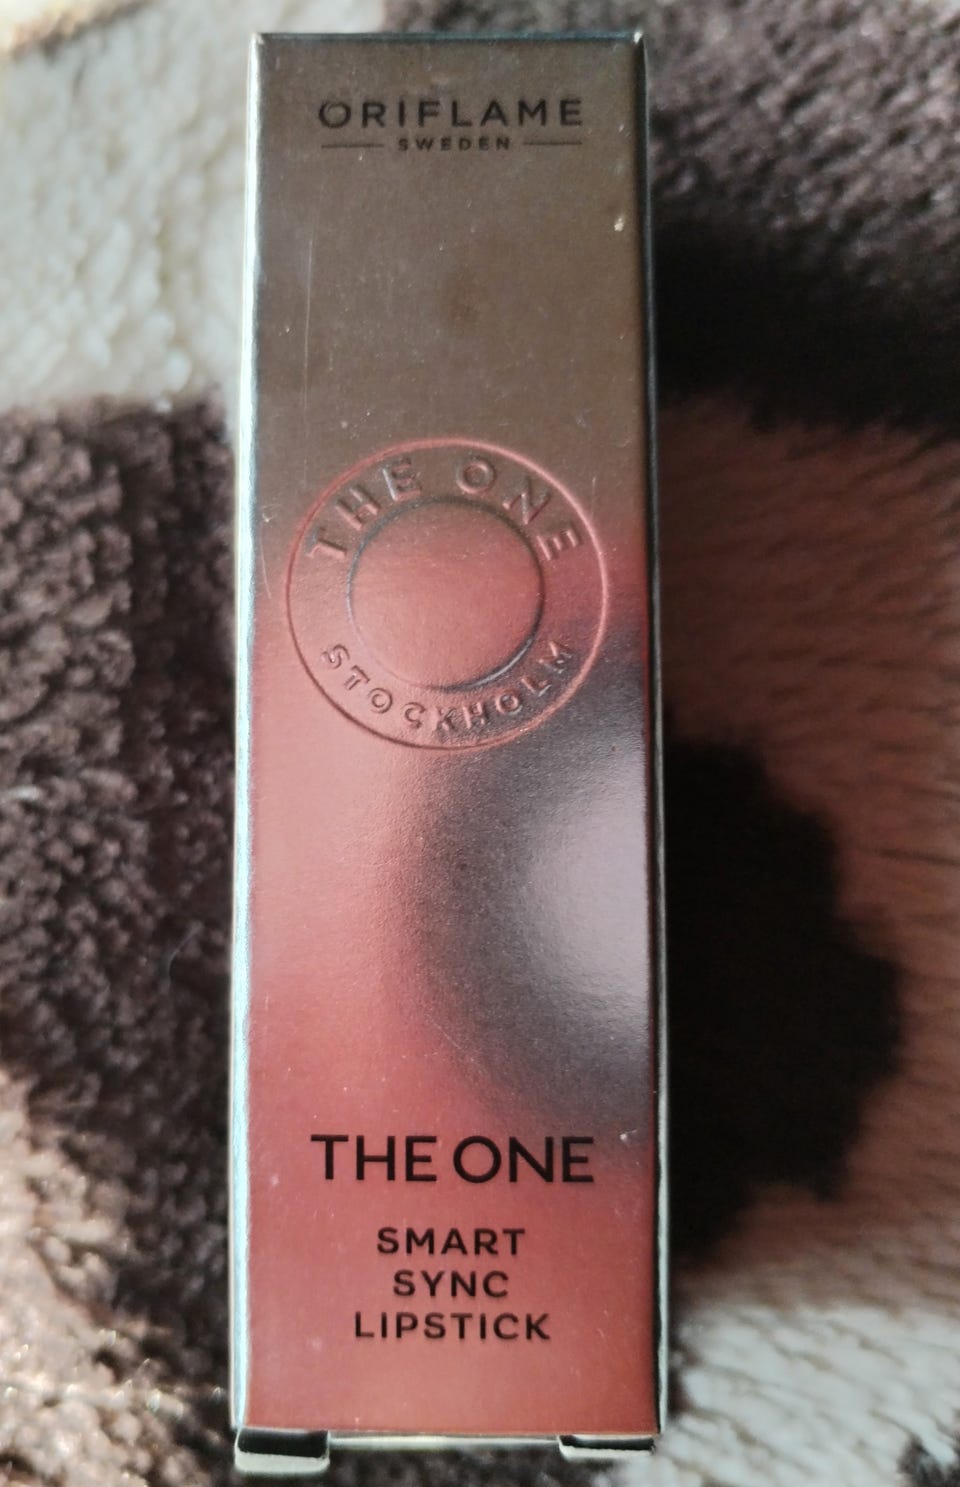 ORIFLAME
SWEDEN
THE ONE
STOCKHOLM
THE ONE
SMART
SYNC
LIPSTICK